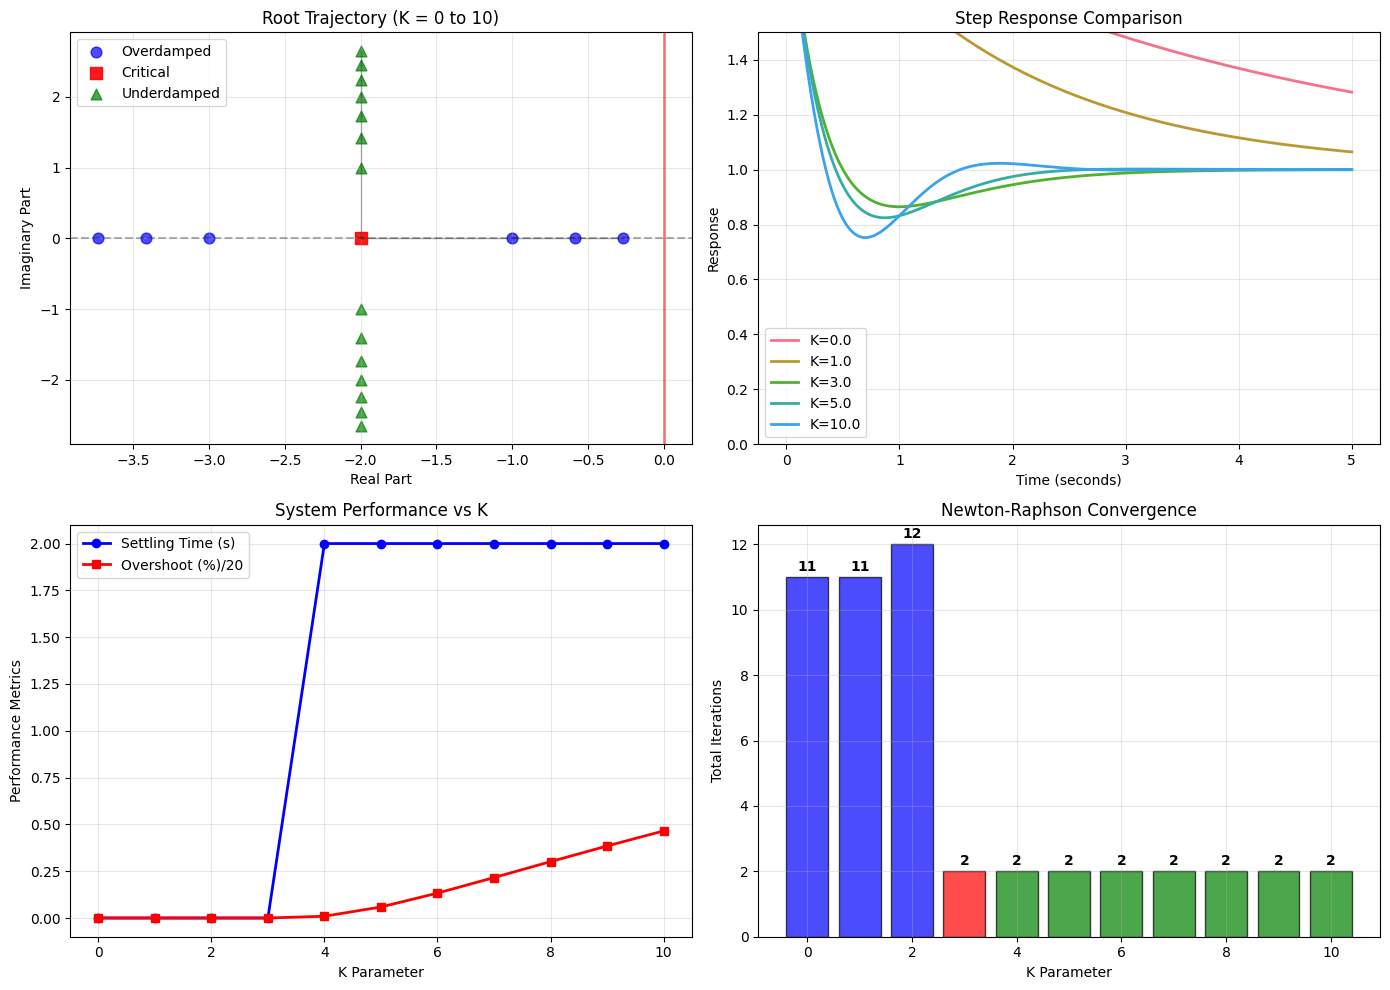 Root Trajectory (K = 0 to 10)
Overdamped
Critical
Underdamped
2
1
0
−1
−2
Imaginary Part
−3.5 −3.0 −2.5 −2.0 −1.5 −1.0 −0.5 0.0
Real Part
Step Response Comparison
1.4
1.2
1.0
0.8
0.6
0.4
0.2
0.0
Response
K=0.0
K=1.0
K=3.0
K=5.0
K=10.0
0 1 2 3 4 5
Time (seconds)
System Performance vs K
Settling Time (s)
Overshoot (%)/20
2.00
1.75
1.50
1.25
1.00
0.75
0.50
0.25
0.00
Performance Metrics
0 2 4 6 8 10
K Parameter
Newton-Raphson Convergence
12
10
8
6
4
2
0
Total Iterations
11 11 12 2 2 2 2 2 2 2 2
0 2 4 6 8 10
K Parameter